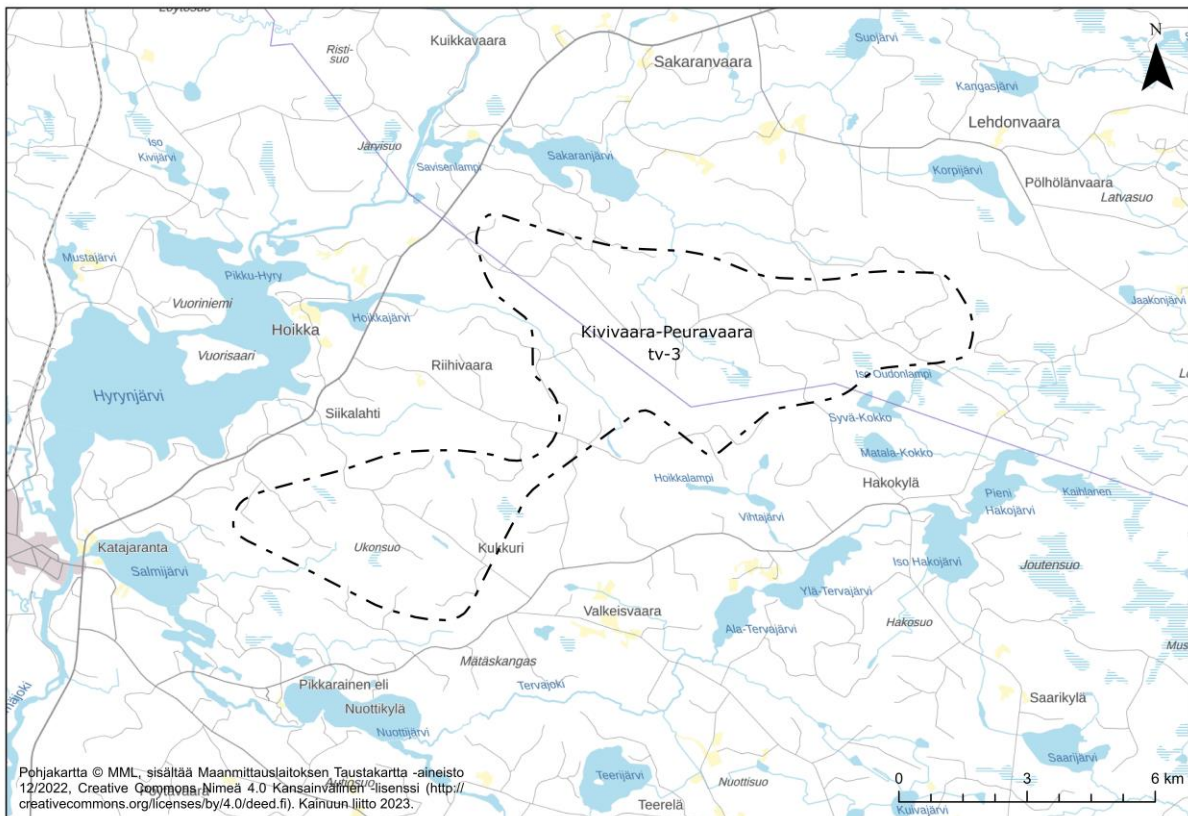 Löytösuo
Kuikkavaara
Risti-
suo
Sakaranvaara
Suojärvi
N
Kangasjärvi
Lehdonvaara
Iso
Kivijärvi
Järvisuo
Savisenlampi
Sakaranjärvi
Korpijärvi
Pölhölänvaara
Latvasuo
Mustajärvi
Pikku-Hyry
Vuoriniemi
Hoikka
Hoikkajärvi
Jaakonjärvi
Kivivaara-Peuravaara
tv-3
Vuorisaari
Riihivaara
Iso Oudonlampi
Hyrynjärvi
Siikalahti
Syvä-Kokko
Matala-Kokko
Hoikkalampi
Hakokylä
Pieni
Hakojärvi
Kaihlanen
Vihtajärvi
Katajaranta
Ukonsuo
Kukkuri
Salmijärvi
Iso Hakojärvi
Joutensuo
Ylä-Tervajärvi
Valkeisvaara
Ala-Tervajärvi
Hakosuo
Mus
Mätäskangas
Pikkarainen eli
Nuottikylä
Tervajoki
Saarikylä
Nuottijärvi
Saarijärvi
Teerijärvi
Nuottisuo
Teerelä
Kuivajärvi
0 3 6 km
Pohjakartta © MML, sisältää Maanmittauslaitoksen Taustakartta -aineisto
12/2022, Creative Commons Nimeä 4.0 Kansainvälinen -lisenssi (http://
creativecommons.org/licenses/by/4.0/deed.fi). Kainuun liitto 2023.